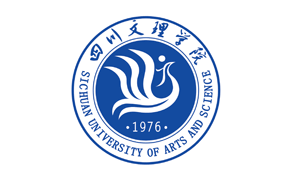 四川文理学院
·1976·
SICHUAN UNIVERSITY OF ARTS AND SCIENCE